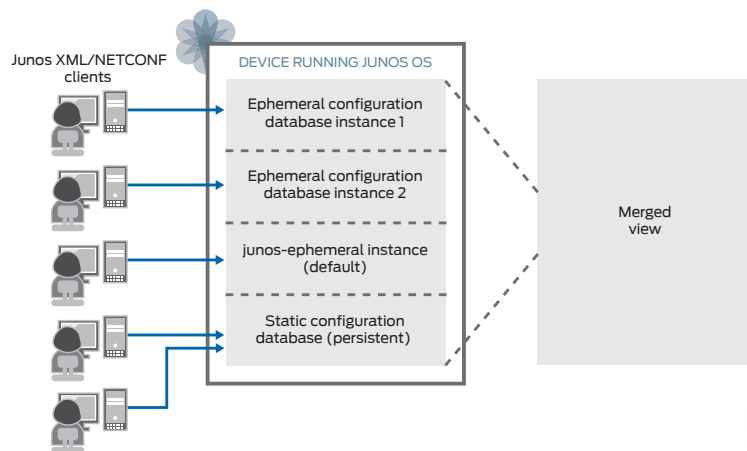 Junos XML/NETCONF
clients
DEVICE RUNNING JUNOS OS
Ephemeral configuration
database instance 1
Ephemeral configuration
database instance 2
junos-ephemeral instance
(default)
Static configuration
database (persistent)
Merged
view